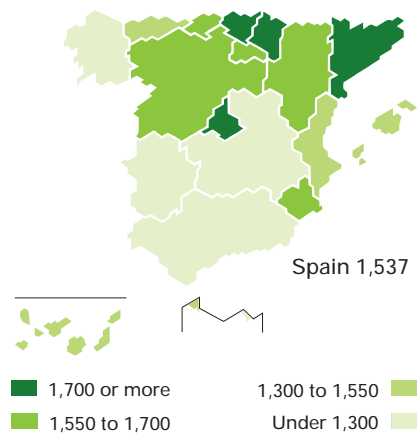 Spain 1,537
1,700 or more
1,300 to 1,550
1,550 to 1,700
Under 1,300